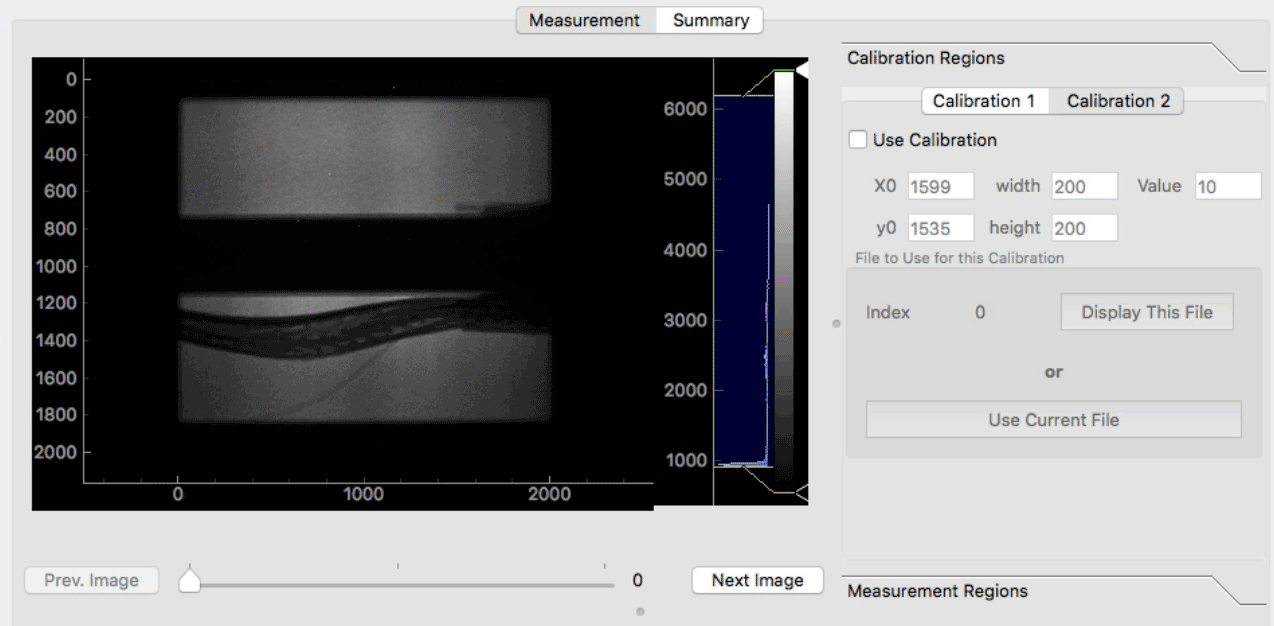 Measurement Summary
0
200
400
600
800
1000
1200
1400
1600
1800
2000
0 1000 2000
6000
5000
4000
3000
2000
1000
Calibration Regions
Calibration 1 Calibration 2
Use Calibration
X0 1599 width 200 Value 10
y0 1535 height 200
File to Use for this Calibration
Index 0 Display This File
or
Use Current File
Prev. Image 0 Next Image
Measurement Regions